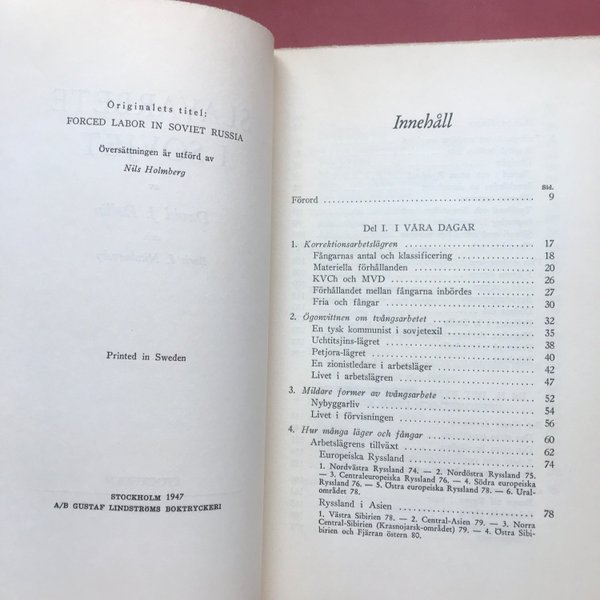 Originalets titel:
FORCED LABOR IN SOVIET RUSSIA
Översättningen är utförd av
Nils Holmberg
Printed in Sweden
STOCKHOLM 1947
A/B GUSTAF LINDSTRÖMS BOKTRYCKERI
Innehåll
Sid.
Förord 9
Del I. I VÅRA DAGAR
1. Korrektionsarbetslägren 17
Fångarnas antal och klassificering 18
Materiella förhållanden 20
KVCh och MVD 26
Förhållandet mellan fångarna inbördes 27
Fria och fångar 30
2. Ögonvittnen om tvångsarbetet 32
En tysk kommunist i sovjetexil 35
Uchtitsjins-lägret 38
Petjora-lägret 40
En zionistledare i arbetsläger 42
Livet i arbetslägren 47
3. Mildare former av tvångsarbete 52
Nybyggarliv 54
Livet i förvisningen 56
4. Hur många läger och fångar 60
Arbetslägrens tillväxt 62
Europeiska Ryssland 74
1. Nordvästra Ryssland 74. — 2. Nordöstra Ryssland 75.
— 3. Centraleuropeiska Ryssland 76. — 4. Södra europeiska
Ryssland 76. — 5. Östra europeiska Ryssland 78. — 6. Ural-
området 78.
Ryssland i Asien 78
1. Västra Sibirien 78. — 2. Central-Asien 79. — 3. Norra
Central-Sibirien (Krasnojarsk-området) 79. — 4. Östra Sibi-
birien och Fjärran östern 80.